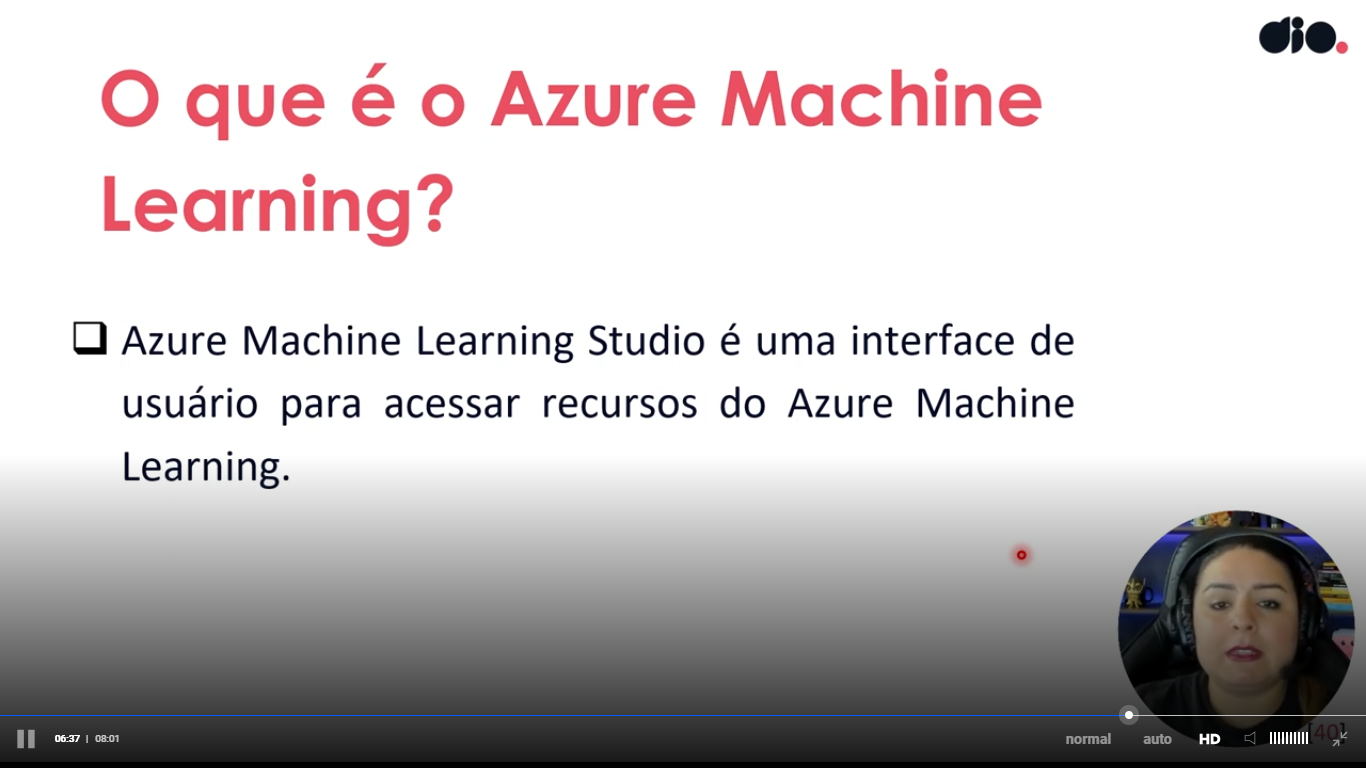 dio.
O que é o Azure Machine
Learning?
Azure Machine Learning Studio é uma interface de
usuário para acessar recursos do Azure Machine
Learning.
06:37 | 08:01
normal auto HD
[40]